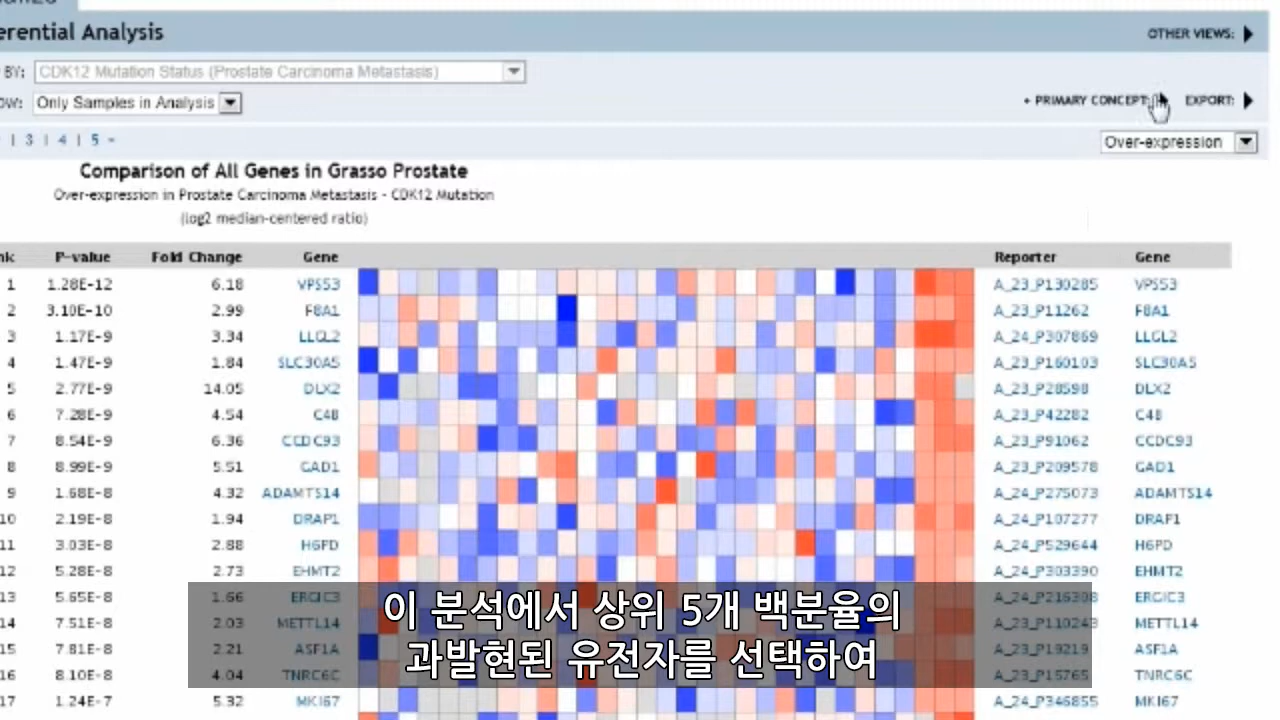 erential Analysis
OTHER VIEWS:
BY: CDK12 Mutation Status (Prostate Carcinoma Metastasis)
OW: Only Samples in Analysis
+ PRIMARY CONCEPT: EXPORT:
| 3 | 4 | 5
Over-expression
Comparison of All Genes in Grasso Prostate
Over-expression in Prostate Carcinoma Metastasis - CDK12 Mutation
(log2 median-centered ratio)
nk P-value Fold Change Gene Reporter Gene
1 1.28E-12 6.18 VPS53 A_23_P130285 VPS53
2 3.10E-10 2.99 F8A1 A_23_P11262 F8A1
3 1.17E-9 3.34 LLGL2 A_24_P307869 LLGL2
4 1.47E-9 1.84 SLC30A5 A_23_P160103 SLC30A5
5 2.77E-9 14.05 DLX2 A_23_P28598 DLX2
6 7.28E-9 4.54 C4B A_23_P42282 C4B
7 8.54E-9 6.36 CCDC93 A_23_P91062 CCDC93
8 8.99E-9 5.51 GAD1 A_23_P209578 GAD1
9 1.68E-8 4.32 ADAMTS14 A_24_P275073 ADAMTS14
10 2.19E-8 1.94 DRAP1 A_24_P107277 DRAP1
11 3.03E-8 2.88 H6PD A_24_P529644 H6PD
12 5.28E-8 2.73 EHMT2 A_24_P303390 EHMT2
13 5.65E-8 1.66 ERGIC3 A_24_P216308 ERGIC3
14 7.51E-8 2.03 METTL14 A_23_P110243 METTL14
15 7.81E-8 2.21 ASF1A A_23_P19219 ASF1A
16 8.10E-8 4.04 TNRC6C A_23_P15765 TNRC6C
17 1.24E-7 5.32 MKI67 A_24_P346855 MKI67
이 분석에서 상위 5개 백분율의
과발현된 유전자를 선택하여